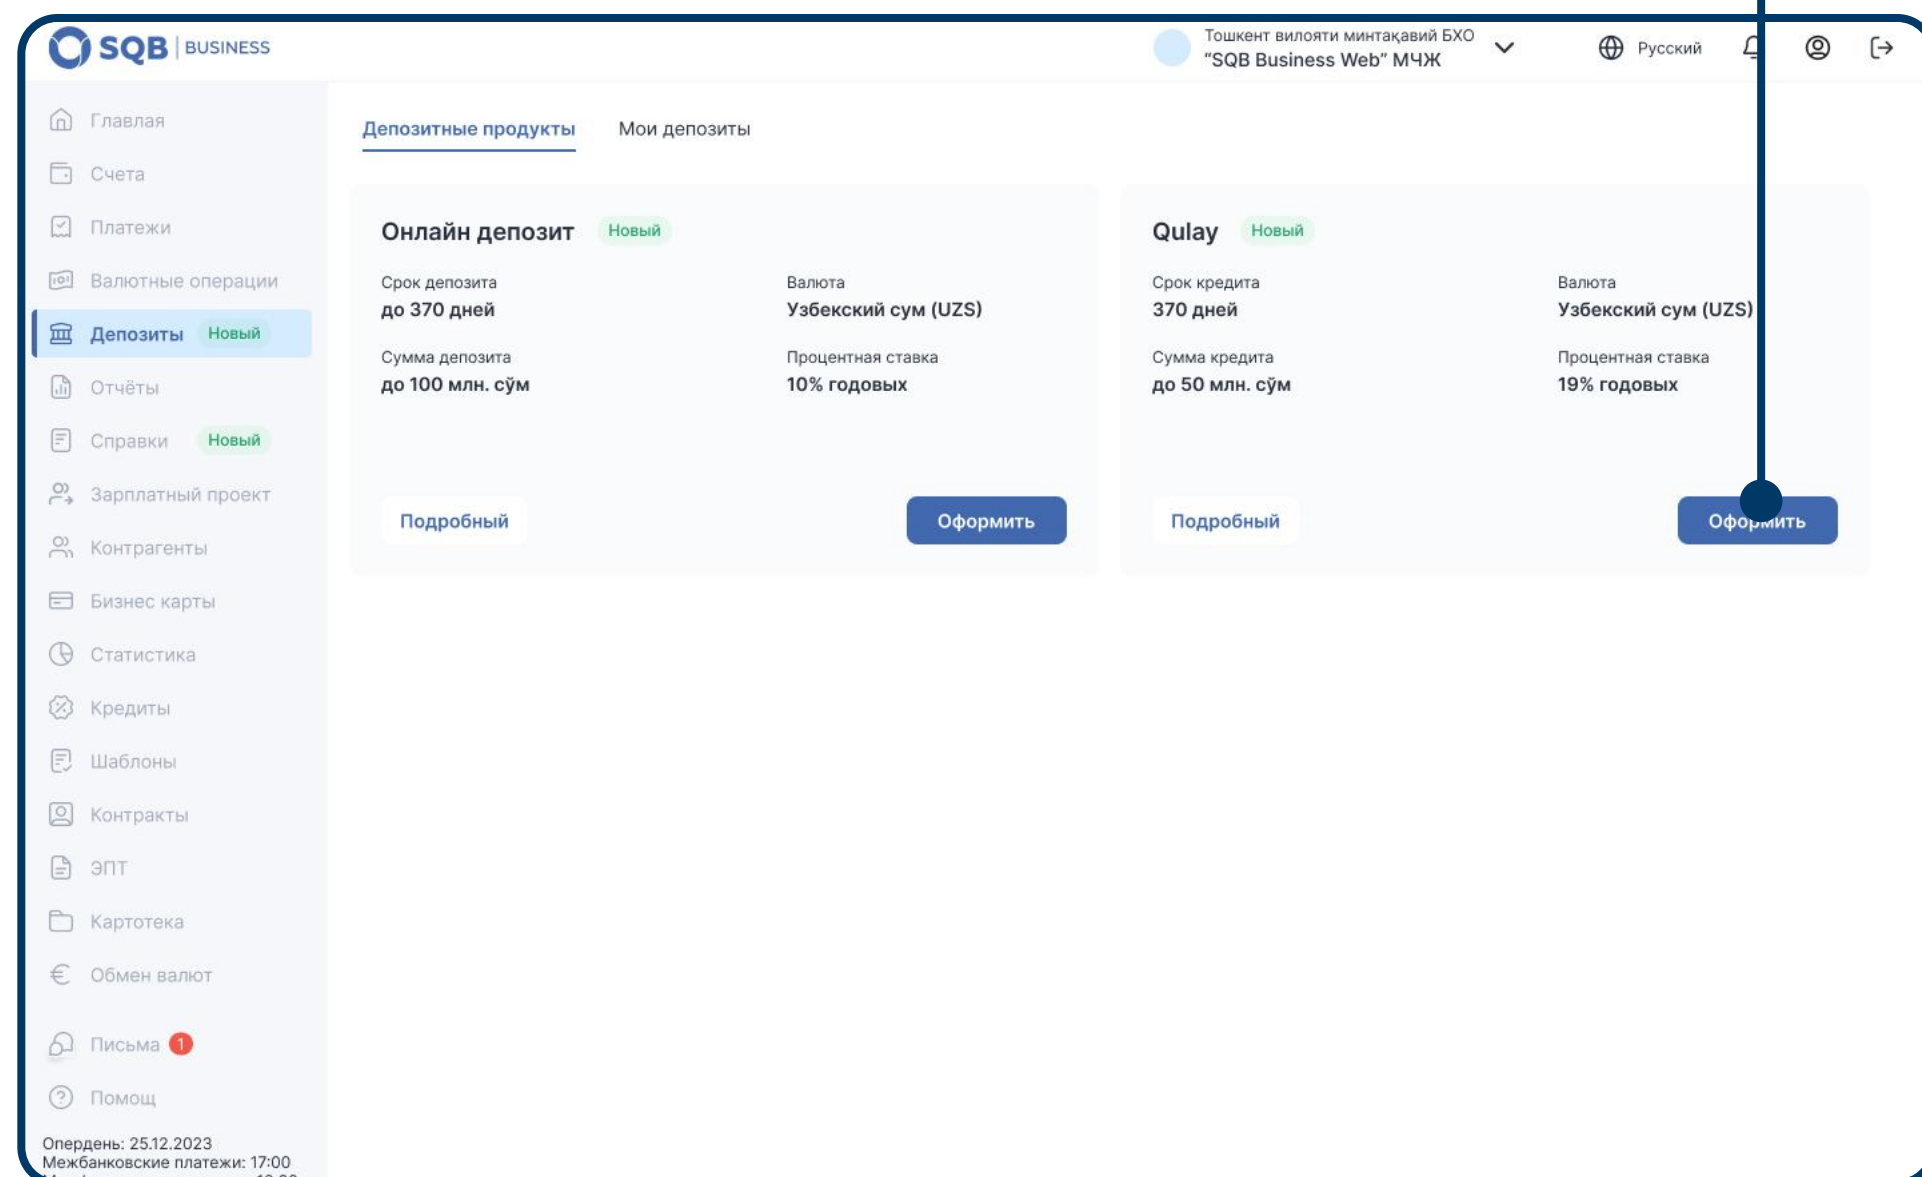 SQB BUSINESS
Тошкент вилояти минтақавий БХО
“SQB Business Web” МЧЖ
Русский
Главная
Счета
Платежи
Валютные операции
Депозиты Новый
Отчёты
Справки Новый
Зарплатный проект
Контрагенты
Бизнес карты
Статистика
Кредиты
Шаблоны
Контракты
ЭПТ
Картотека
Обмен валют
Письма 1
Помощ
Опердень: 25.12.2023
Межбанковские платежи: 17:00
Депозитные продукты Мои депозиты
Онлайн депозит Новый
Срок депозита Валюта
до 370 дней Узбекский сум (UZS)
Сумма депозита Процентная ставка
до 100 млн. сўм 10% годовых
Подробный Оформить
Qulay Новый
Срок кредита Валюта
370 дней Узбекский сум (UZS)
Сумма кредита Процентная ставка
до 50 млн. сўм 19% годовых
Подробный Оформить